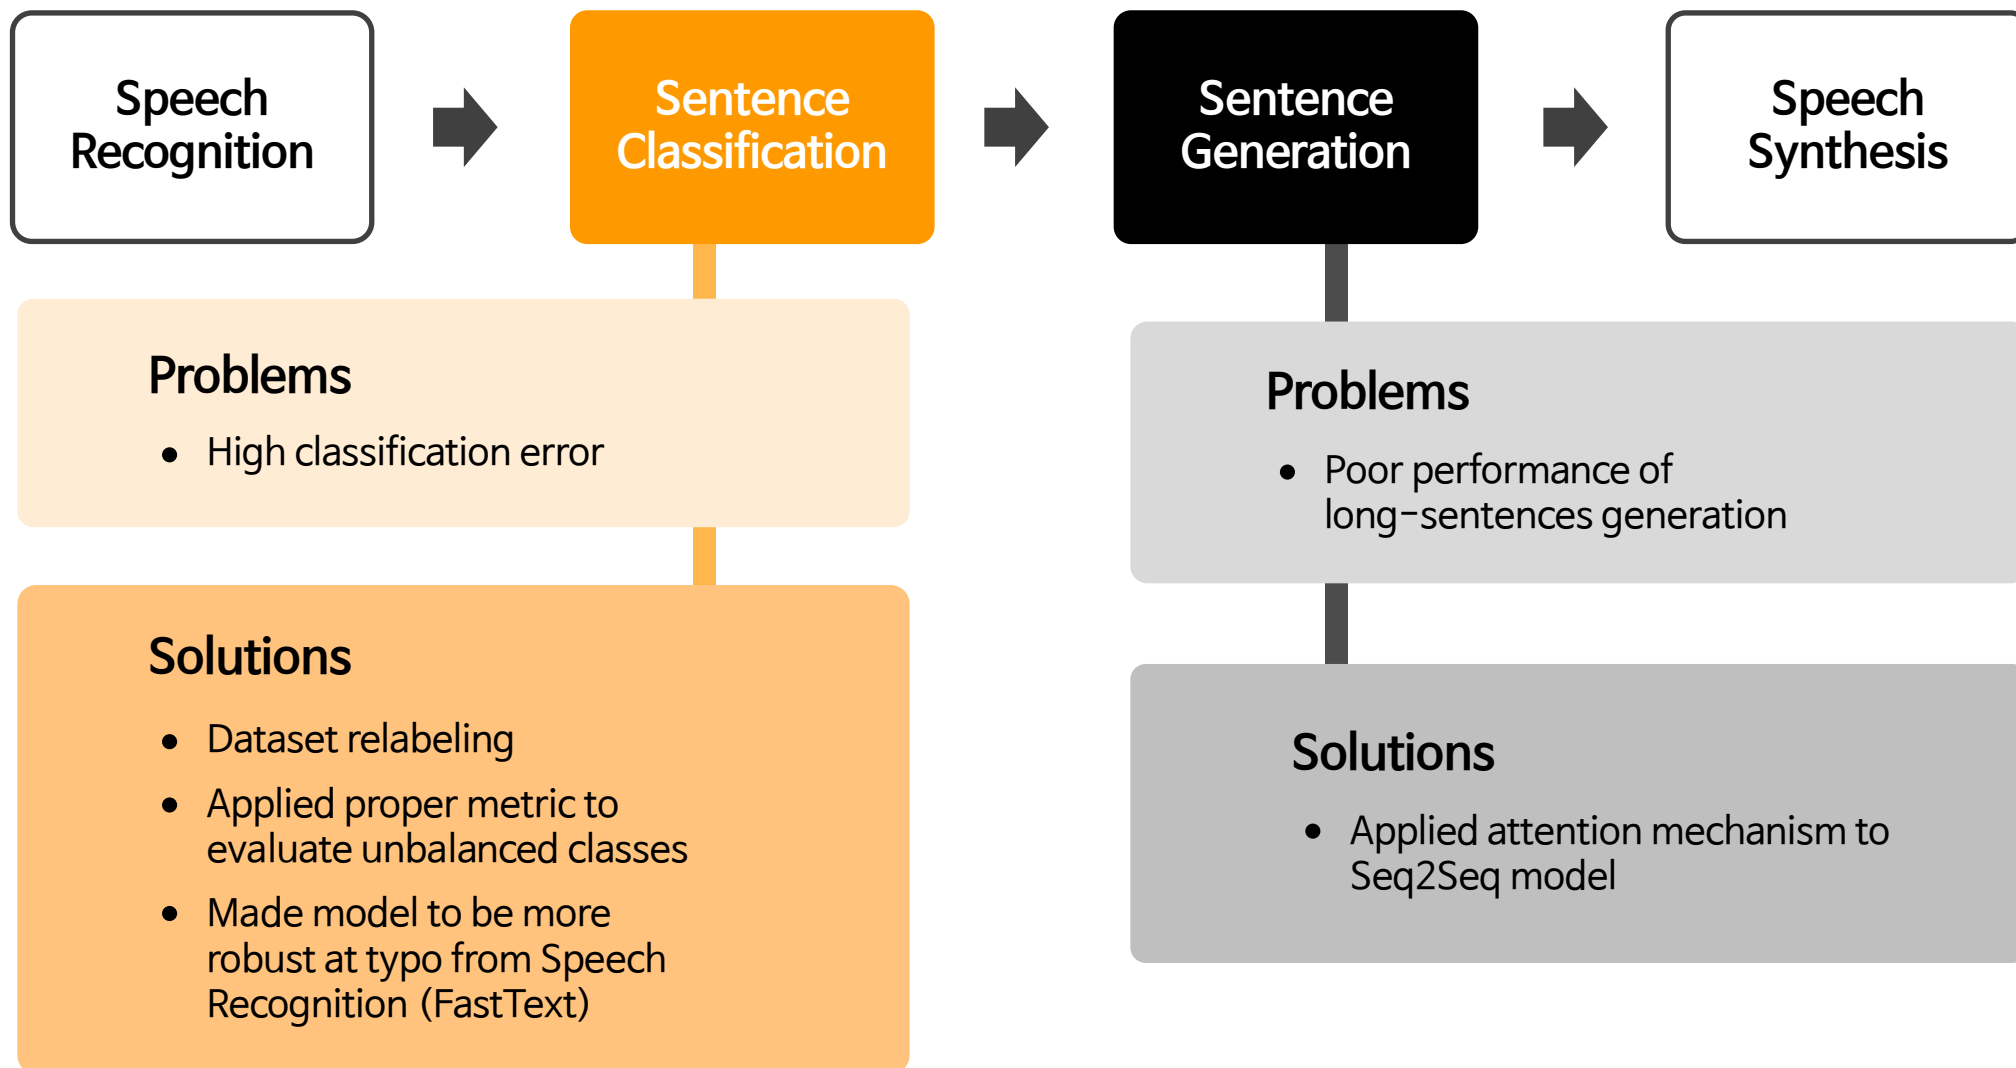 Speech
Recognition
Sentence
Classification
Sentence
Generation
Speech
Synthesis
Problems
• High classification error
Solutions
• Dataset relabeling
• Applied proper metric to
evaluate unbalanced classes
• Made model to be more
robust at typo from Speech
Recognition (FastText)
Problems
• Poor performance of
long-sentences generation
Solutions
• Applied attention mechanism to
Seq2Seq model